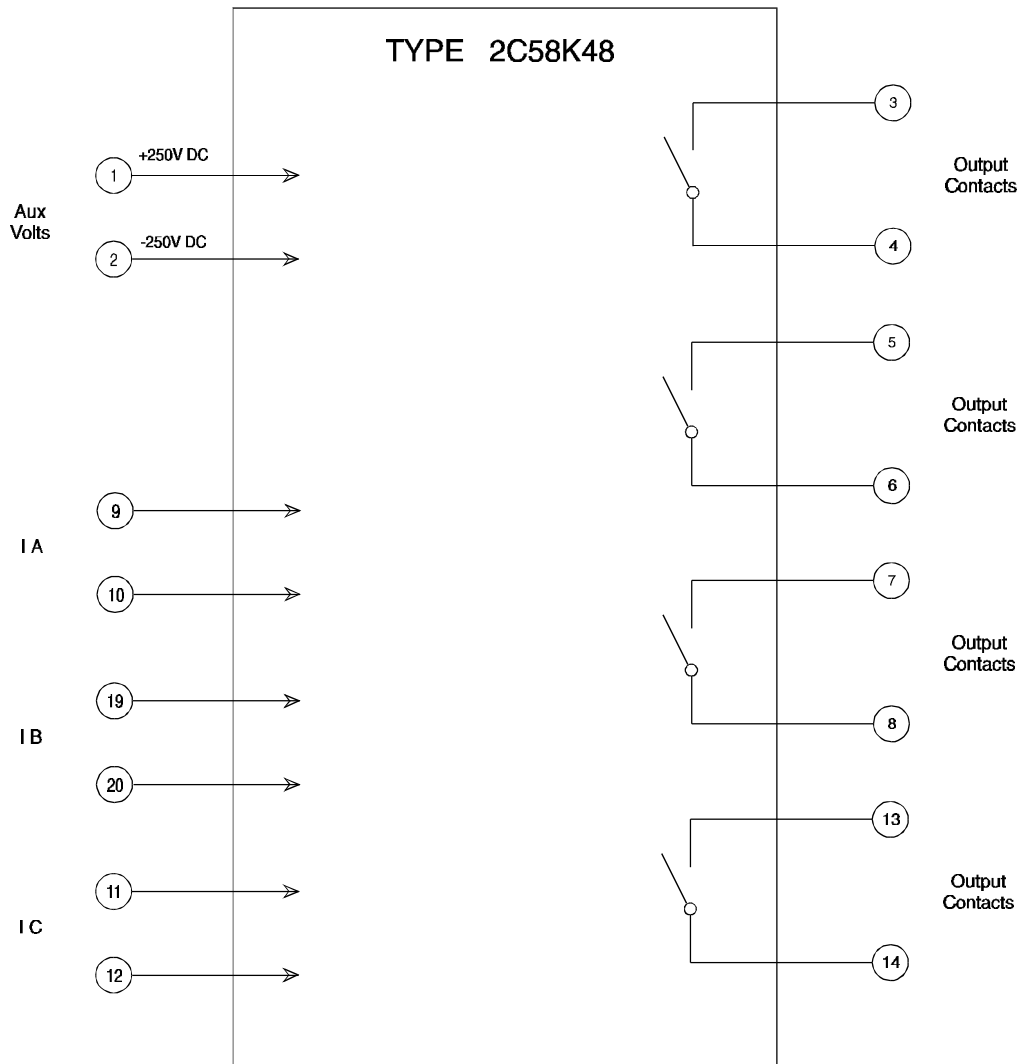 TYPE 2C58K48
Aux
Volts
1
+250V DC
2
-250V DC
I A
9
10
I B
19
20
I C
11
12
3
4
Output
Contacts
5
6
Output
Contacts
7
8
Output
Contacts
13
14
Output
Contacts